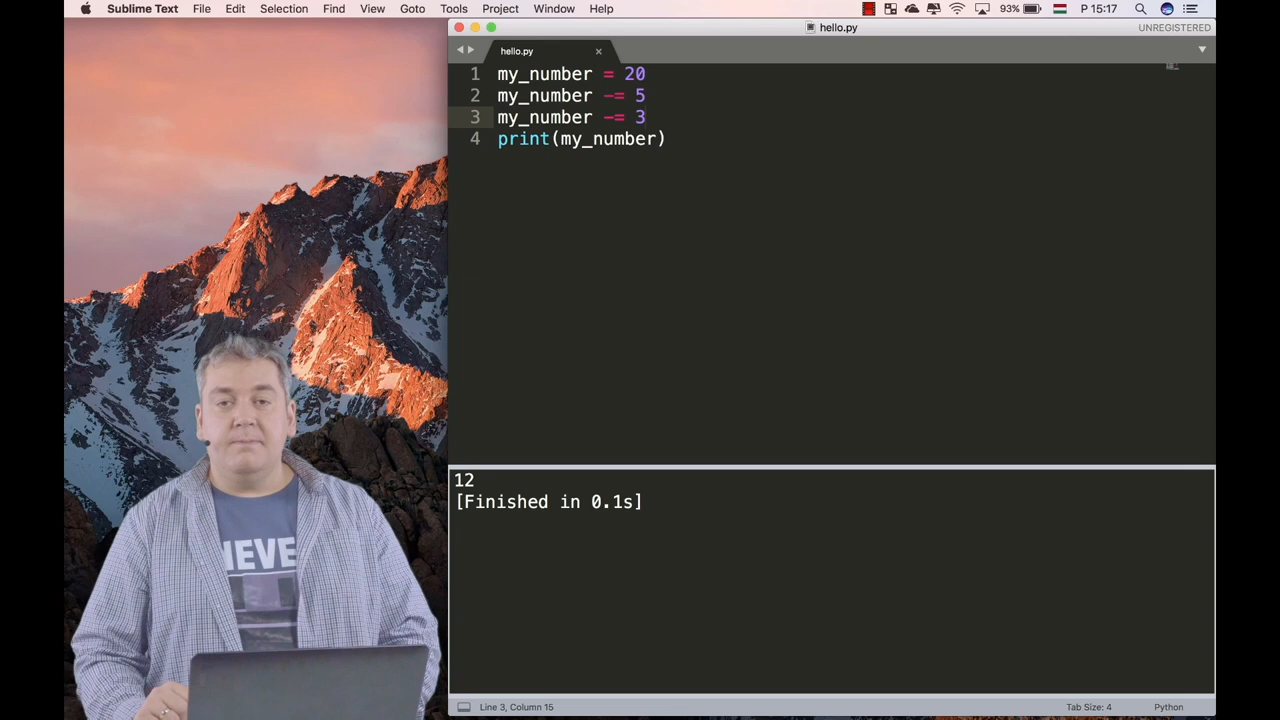 Sublime Text File Edit Selection Find View Goto Tools Project Window Help 93% P 15:17
hello.py UNREGISTERED
hello.py ×
1 my_number = 20
2 my_number -= 5
3 my_number -= 3
4 print(my_number)
12
[Finished in 0.1s]
NEVE
Line 3, Column 15 Tab Size: 4 Python